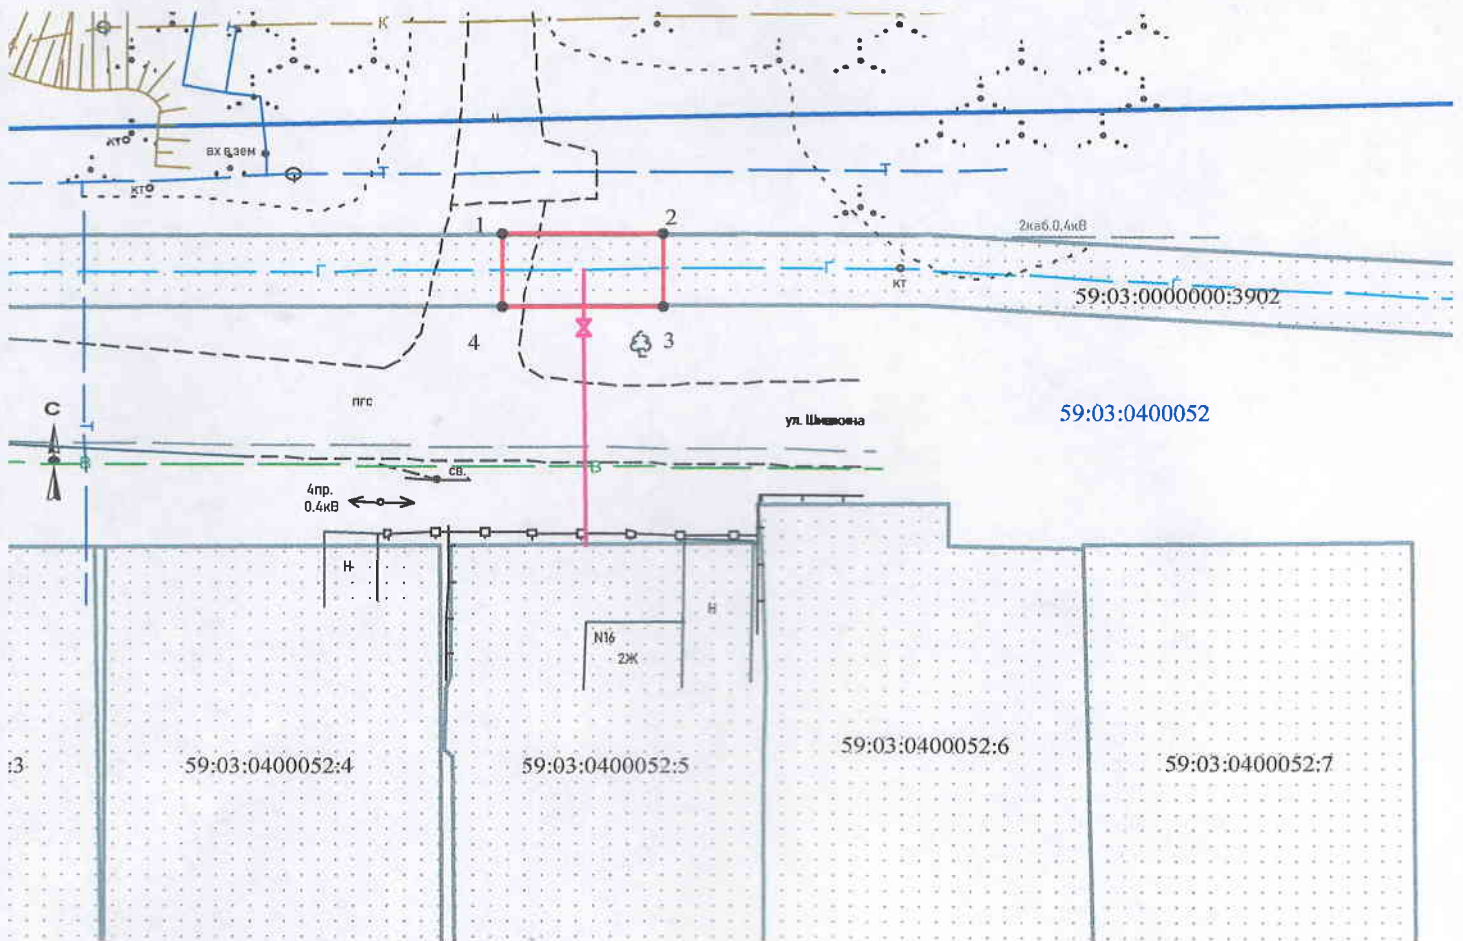 К
ц
кто
вх в зем
Т
Т
кто
1
2
2каб.0,4кВ
Г
Г
Г
кт
59:03:0000000:3902
4
3
пгс
ул. Шишкина
59:03:0400052
С
Т
В
В
св.
4пр.
0.4кВ
Н
Н
N16
2Ж
:3
59:03:0400052:4
59:03:0400052:5
59:03:0400052:6
59:03:0400052:7